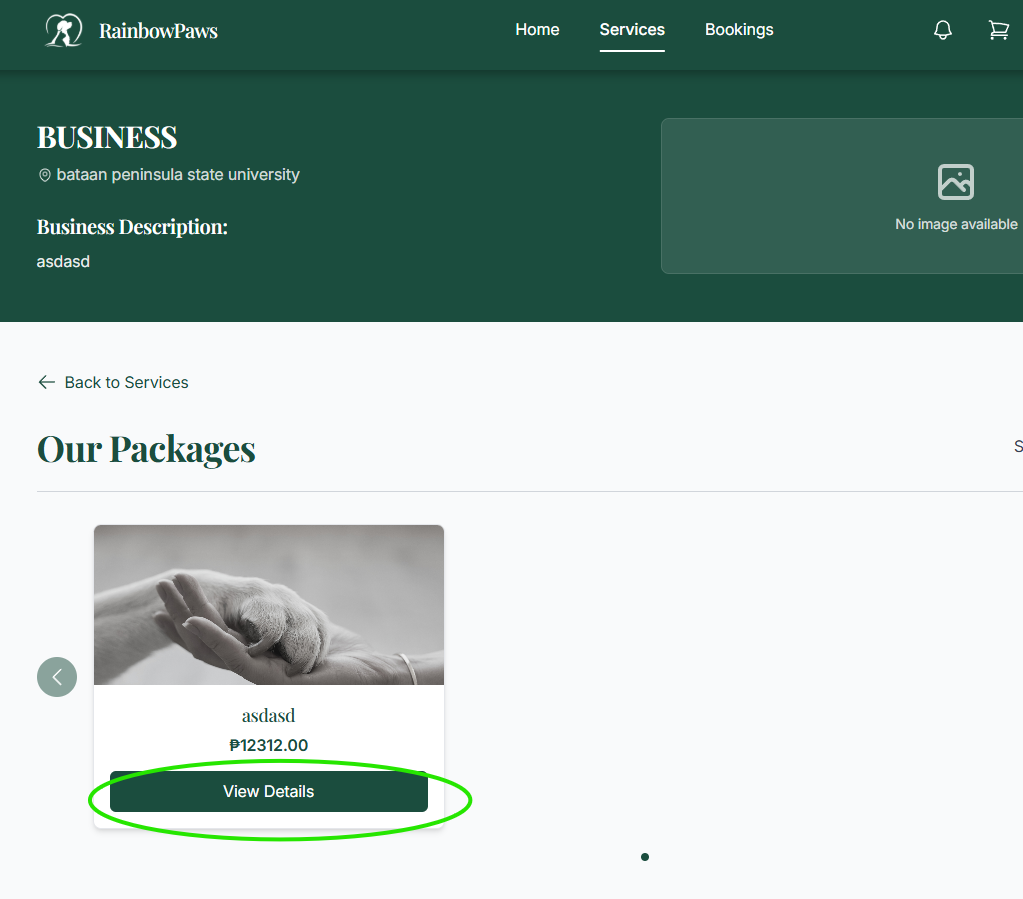 RainbowPaws
Home Services Bookings
BUSINESS
bataan peninsula state university
Business Description:
asdasd
No image available
Back to Services
Our Packages
S
asdasd
₱12312.00
View Details